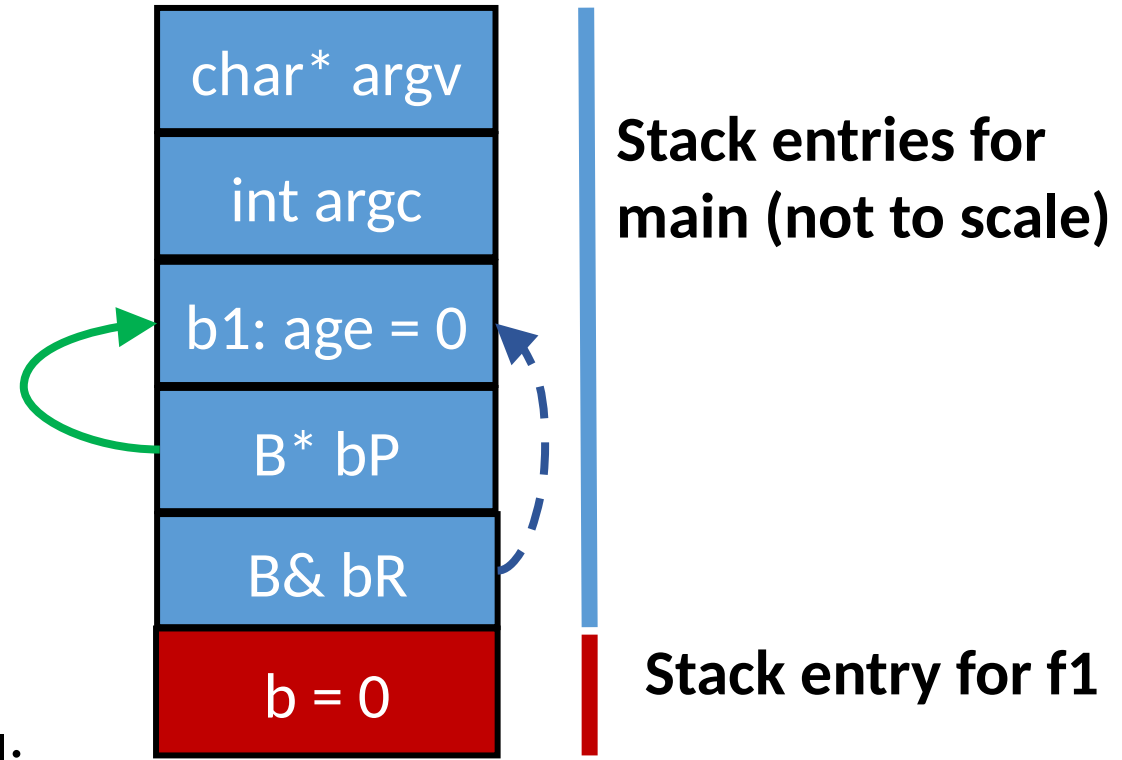 char* argv
int argc
b1: age = 0
B* bP
B& bR
b = 0
Stack entries for
main (not to scale)
Stack entry for f1